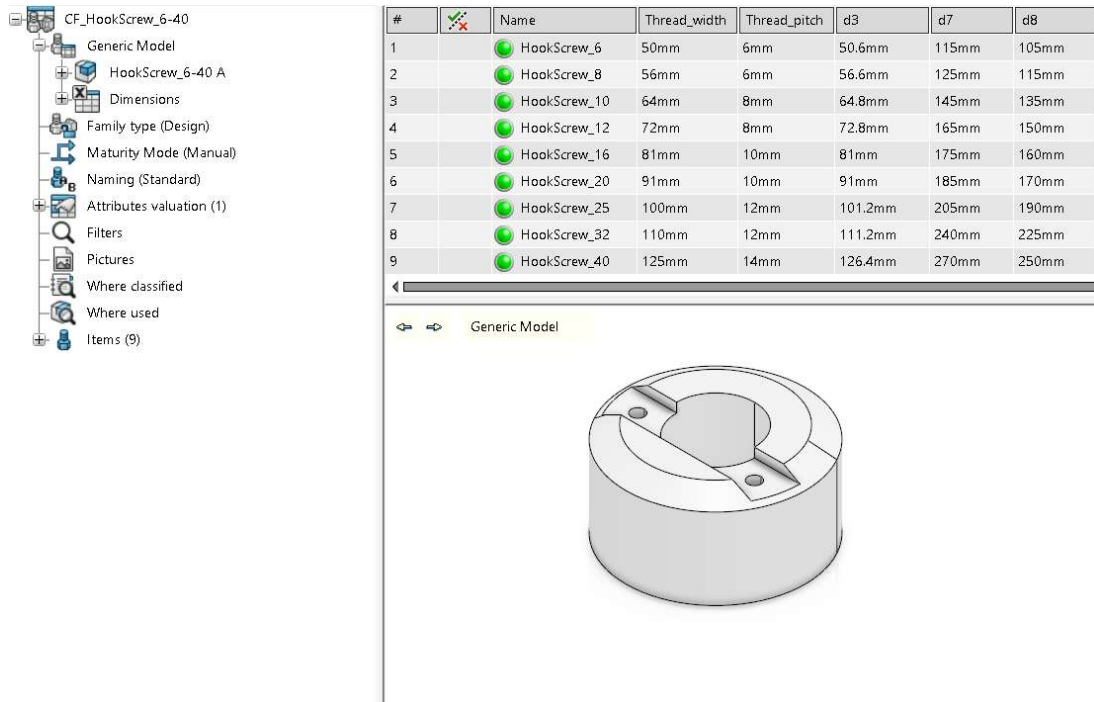 CF_HookScrew_6-40
Generic Model
HookScrew_6-40 A
Dimensions
Family type (Design)
Maturity Mode (Manual)
Naming (Standard)
Attributes valuation (1)
Filters
Pictures
Where classified
Where used
Items (9)
# Name Thread_width Thread_pitch d3 d7 d8
1 HookScrew_6 50mm 6mm 50.6mm 115mm 105mm
2 HookScrew_8 56mm 6mm 56.6mm 125mm 115mm
3 HookScrew_10 64mm 8mm 64.8mm 145mm 135mm
4 HookScrew_12 72mm 8mm 72.8mm 165mm 150mm
5 HookScrew_16 81mm 10mm 81mm 175mm 160mm
6 HookScrew_20 91mm 10mm 91mm 185mm 170mm
7 HookScrew_25 100mm 12mm 101.2mm 205mm 190mm
8 HookScrew_32 110mm 12mm 111.2mm 240mm 225mm
9 HookScrew_40 125mm 14mm 126.4mm 270mm 250mm
Generic Model